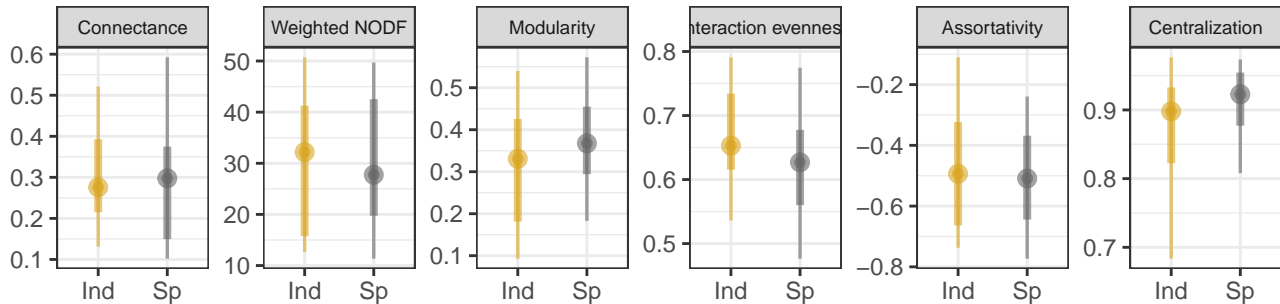 Connectance
0.6
0.5
0.4
0.3
0.2
0.1
Ind Sp
Weighted NODF
50
40
30
20
10
Ind Sp
Modularity
0.5
0.4
0.3
0.2
0.1
Ind Sp
nteraction evennes
0.8
0.7
0.6
0.5
Ind Sp
Assortativity
−0.2
−0.4
−0.6
−0.8
Ind Sp
Centralization
0.9
0.8
0.7
Ind Sp